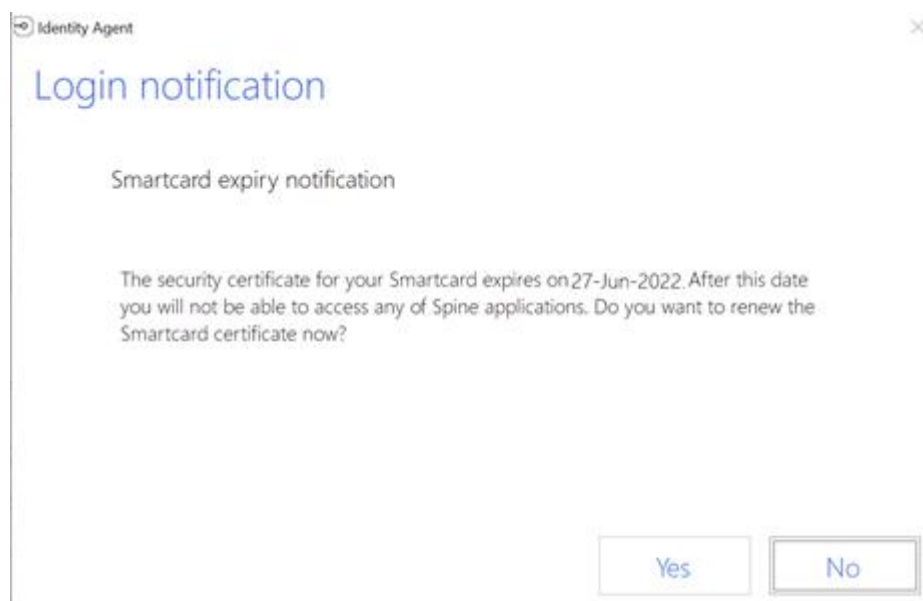 Identity Agent
Login notification
Smartcard expiry notification
The security certificate for your Smartcard expires on 27-Jun-2022. After this date
you will not be able to access any of Spine applications. Do you want to renew the
Smartcard certificate now?
Yes
No